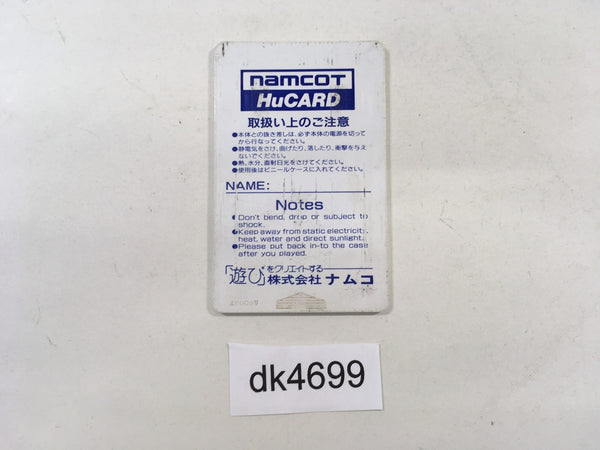 namcoT
HuCARD
取扱い上のご注意
●本体との抜き差しは、必ず本体の電源を切って
から行なってください。
●静電気をさけ、曲げたり、落したり、衝撃を与え
ないでください。
●熱、水分、直射日光をさけてください。
●使用後はビニールケースに入れてください。
NAME:
Notes
●Don't bend, drop or subject to
shock.
●Keep away from static electricity,
heat, water and direct sunlight.
●Please put back in-to the case
after you played.
「遊び」をクリエイトする
株式会社 ナムコ
dk4699